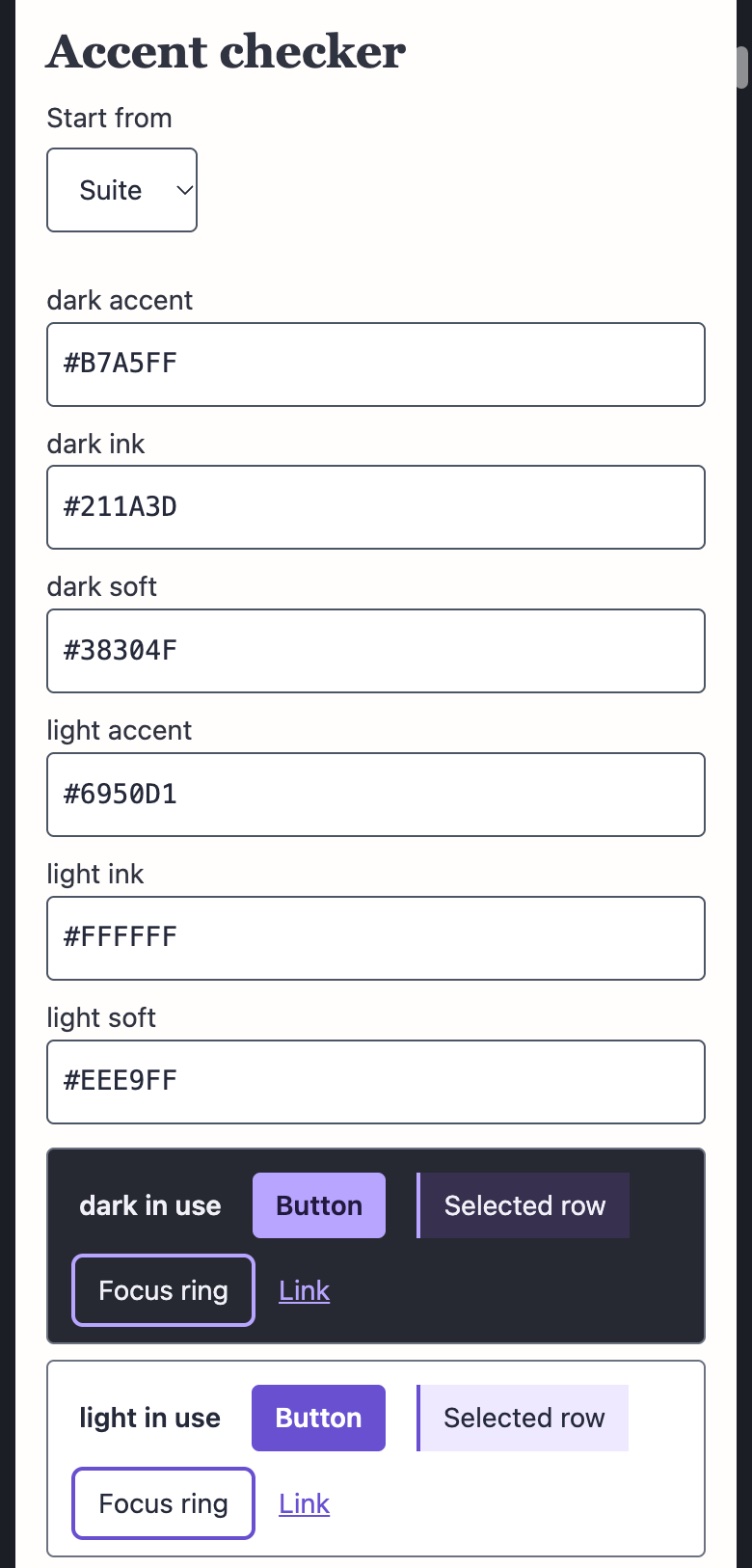 Accent checker
Start from
Suite
dark accent
#B7A5FF
dark ink
#211A3D
dark soft
#38304F
light accent
#6950D1
light ink
#FFFFFF
light soft
#EEE9FF
dark in use Button Selected row
Focus ring Link
light in use Button Selected row
Focus ring Link